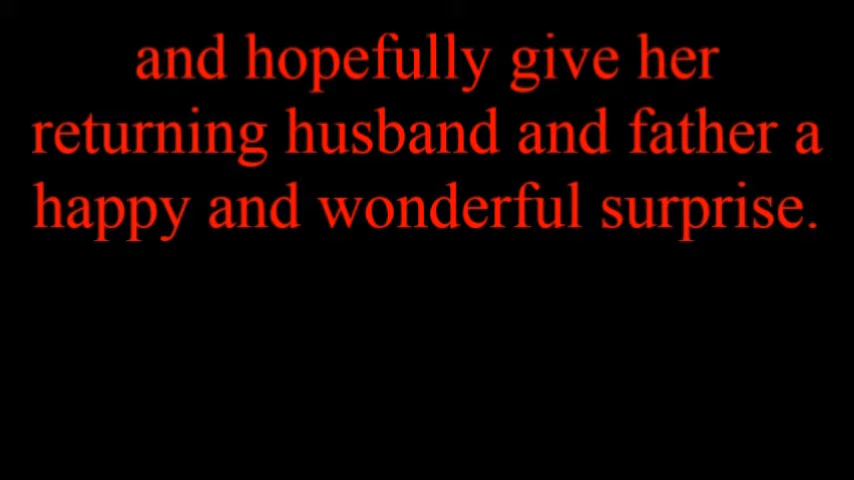 and hopefully give her
returning husband and father a
happy and wonderful surprise.